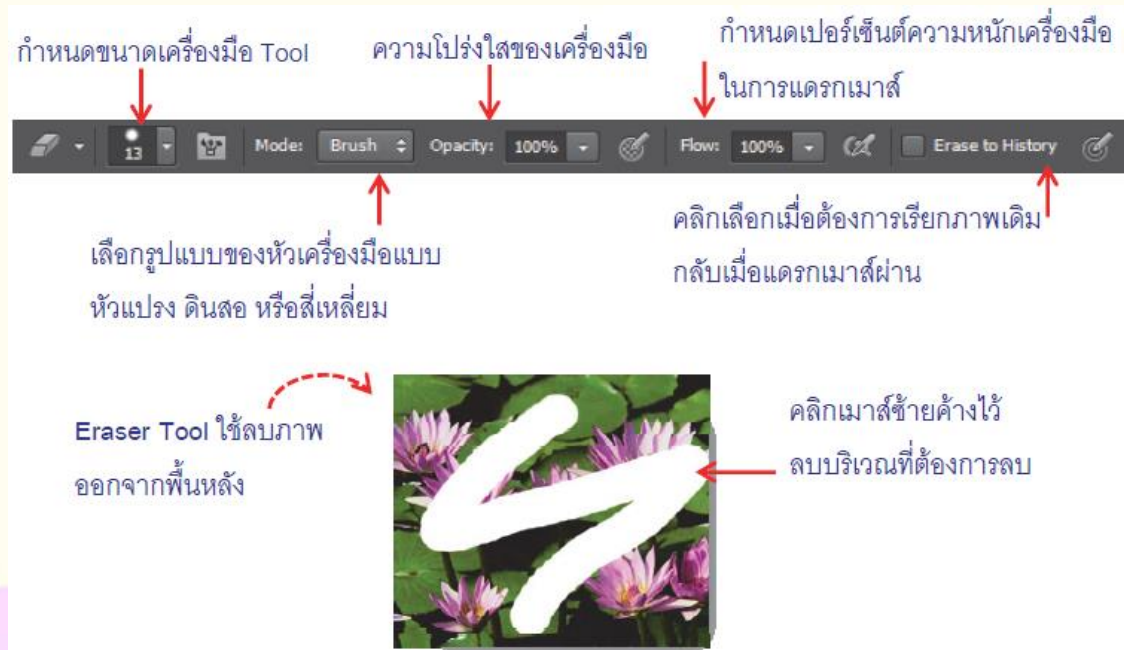 กำหนดขนาดเครื่องมือ Tool
ความโปร่งใสของเครื่องมือ
กำหนดเปอร์เซ็นต์ความหนักเครื่องมือ
ในการแดรกเมาส์
13 Mode: Brush Opacity: 100% Flow: 100% Erase to History
เลือกรูปแบบของหัวเครื่องมือแบบ
หัวแปรง ดินสอ หรือสี่เหลี่ยม
คลิกเลือกเมื่อต้องการเรียกภาพเดิม
กลับเมื่อแดรกเมาส์ผ่าน
Eraser Tool ใช้ลบภาพ
ออกจากพื้นหลัง
คลิกเมาส์ซ้ายค้างไว้
ลบบริเวณที่ต้องการลบ